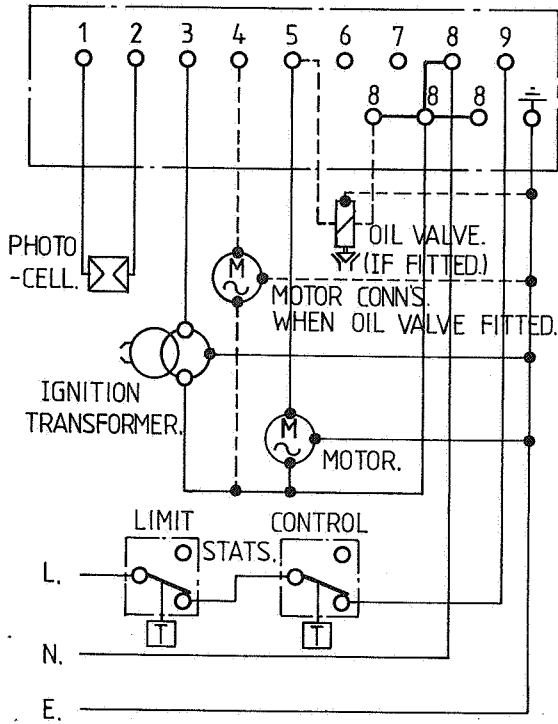 1 2 3 4 5 6 7 8 9
8 8 8
OIL VALVE.
(IF FITTED.)
PHOTO
-CELL.
M
MOTOR CONN'S.
WHEN OIL VALVE FITTED.
IGNITION
TRANSFORMER.
M
MOTOR.
LIMIT CONTROL
STATS.
L.
T T
N.
E.